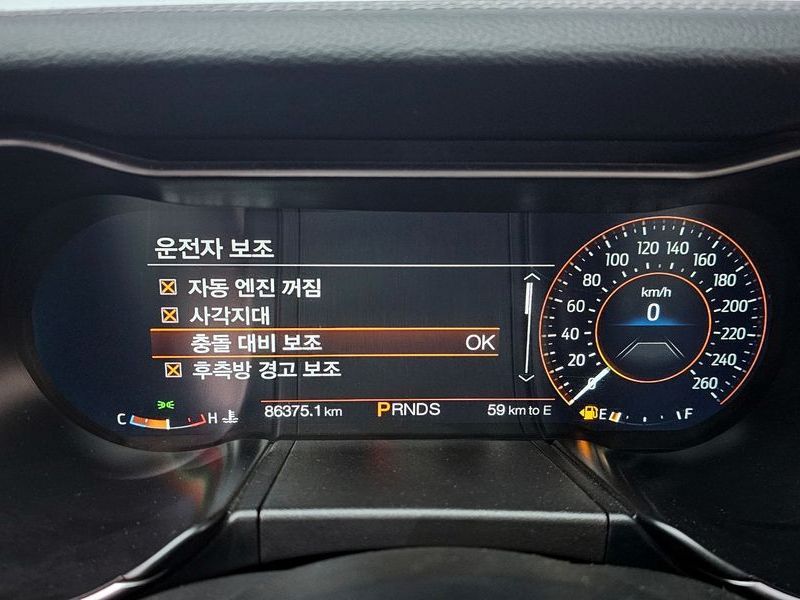 운전자 보조
자동 엔진 꺼짐
사각지대
충돌 대비 보조 OK
후측방 경고 보조
86375.1 km PRNDS 59 km to E
C H
km/h
0
0 20 40 60 80 100 120 140 160 180 200 220 240 260
E F